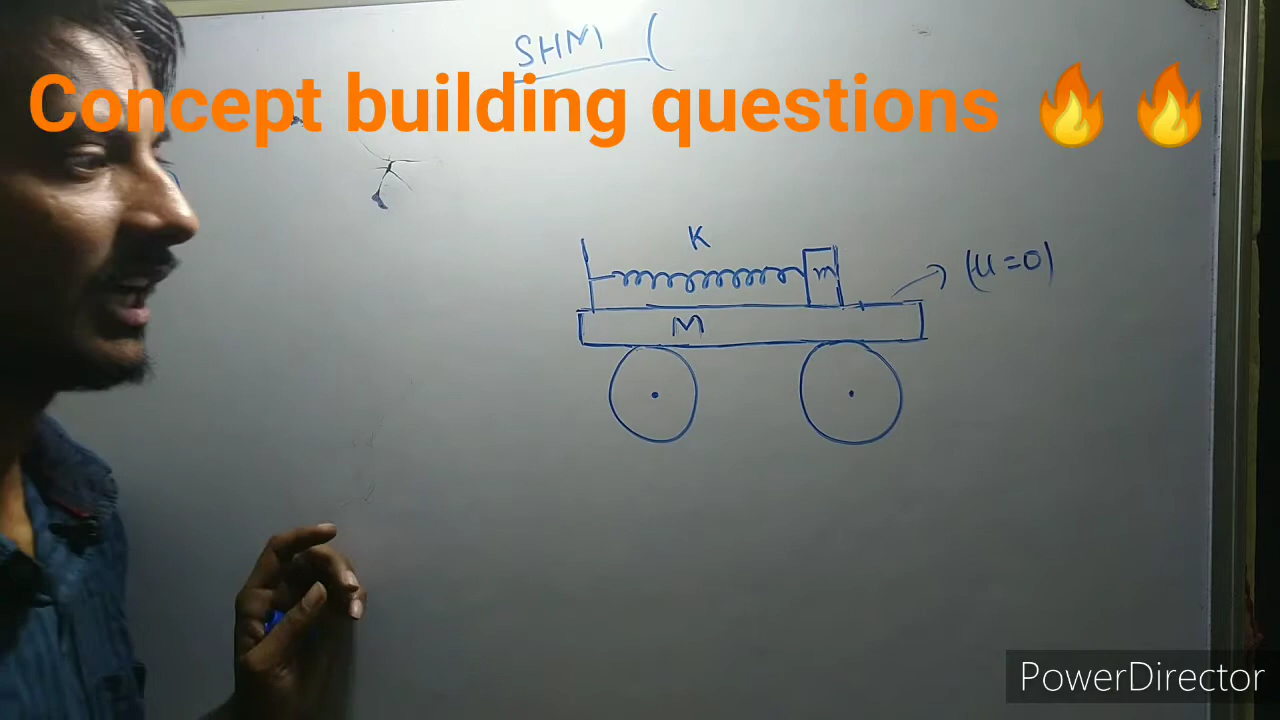 SHM (
Concept building questions 🔥 🔥
K
m
(μ=0)
M
PowerDirector